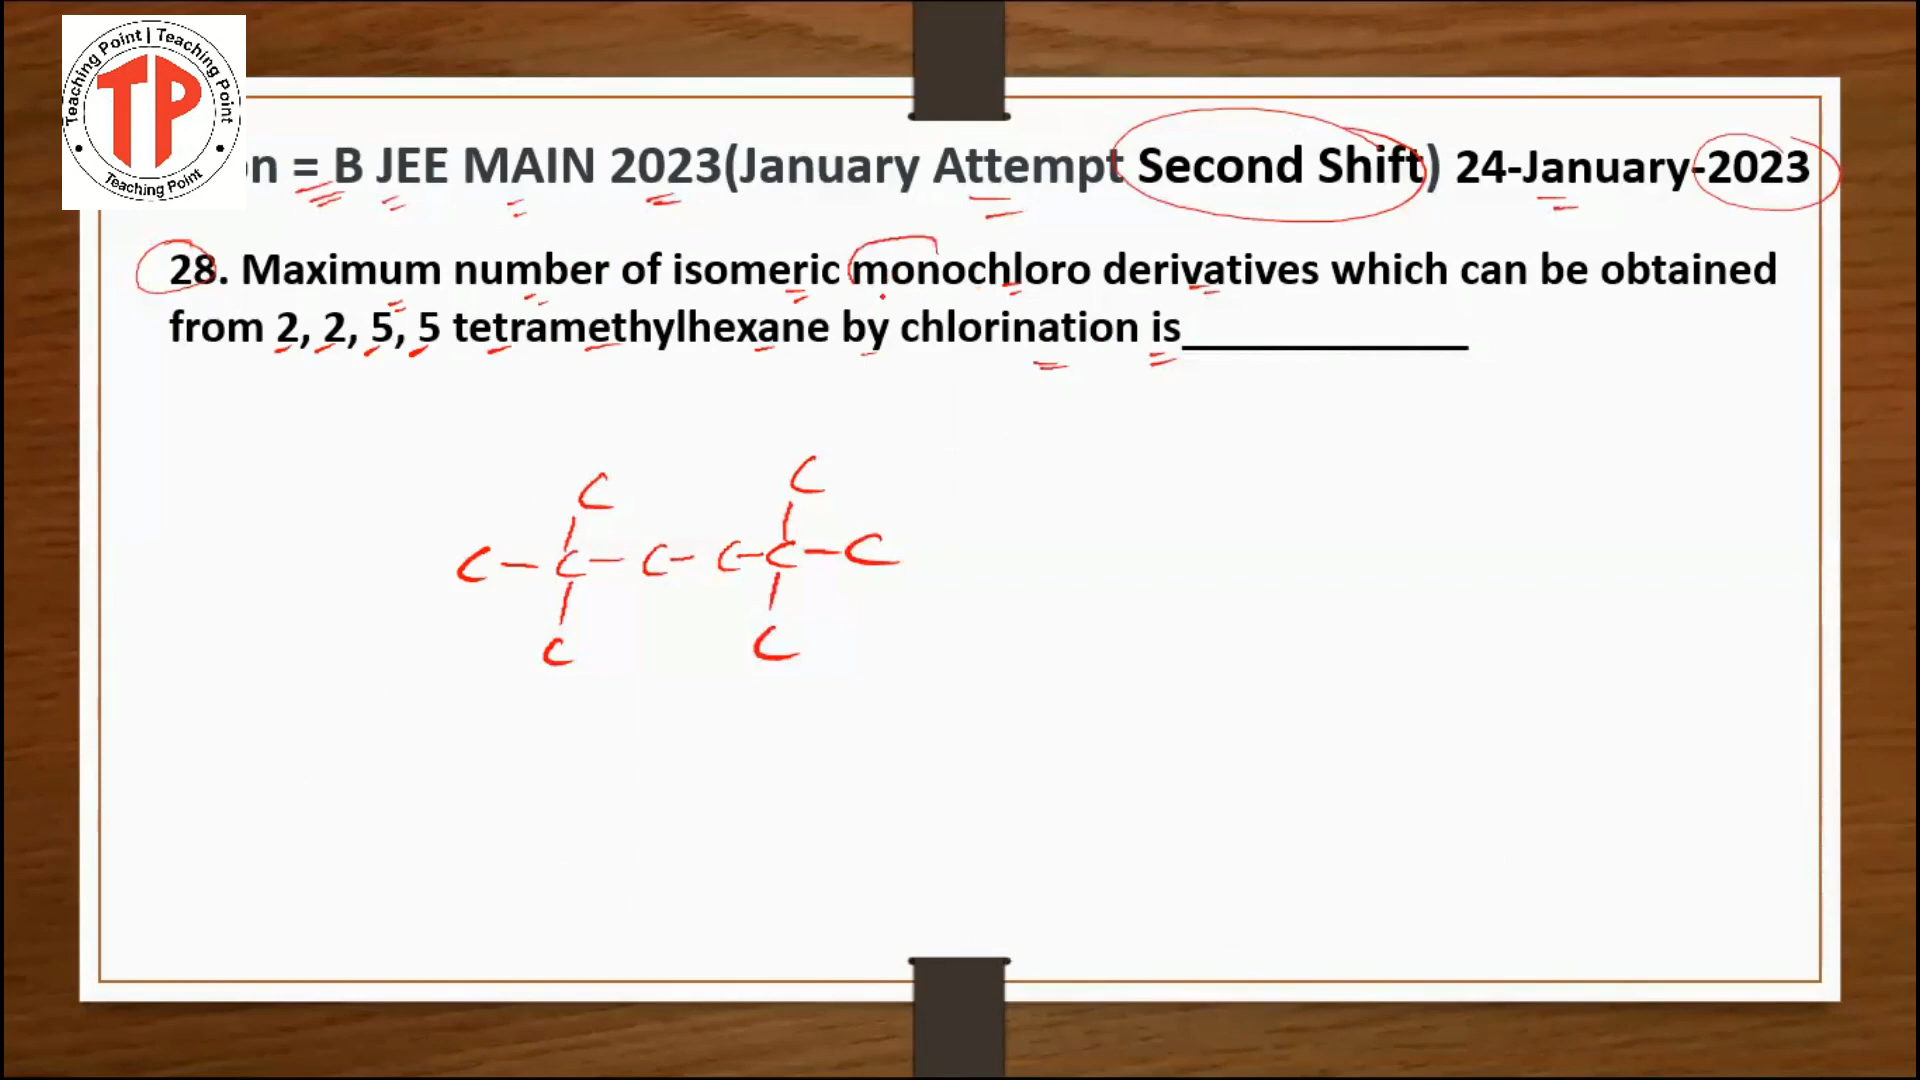 Teaching Point | Teaching Point
TP
Teaching Point
n = B JEE MAIN 2023(January Attempt Second Shift) 24-January-2023
28. Maximum number of isomeric monochloro derivatives which can be obtained
from 2, 2, 5, 5 tetramethylhexane by chlorination is____________
C C
C - C - C - C - C - C
C C